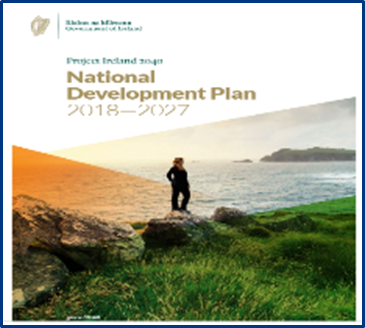 Rialtas na hÉireann
Government of Ireland
Project Ireland 2040
National
Development Plan
2018—2027